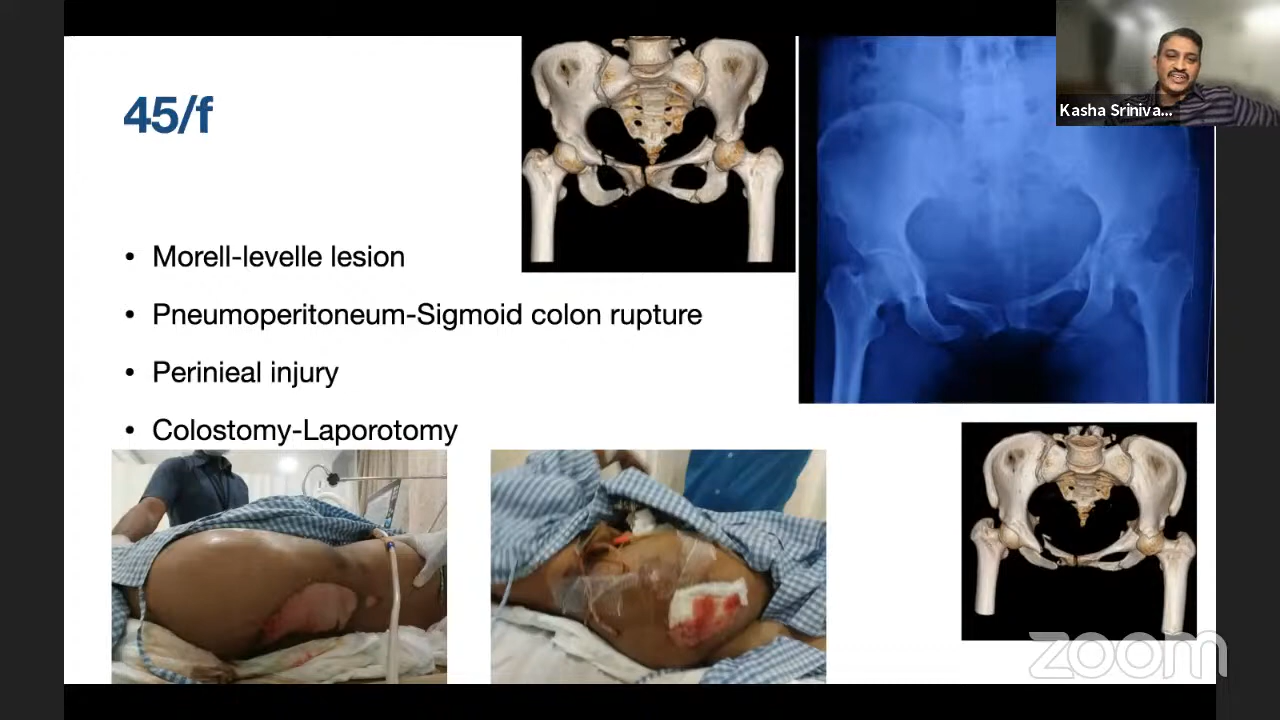 45/f
Kasha Sriniva...
• Morell-levelle lesion
• Pneumoperitoneum-Sigmoid colon rupture
• Perinieal injury
• Colostomy-Laporotomy
zoom